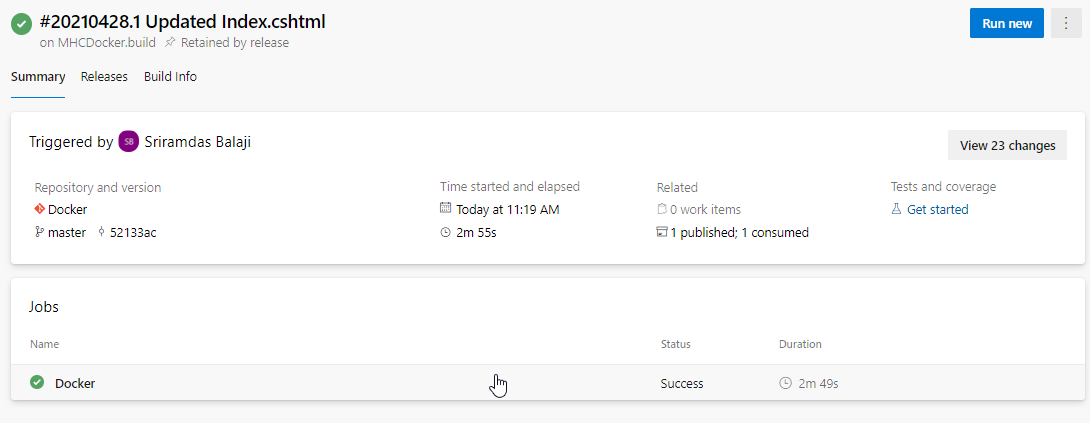 #20210428.1 Updated Index.cshtml
on MHCDocker.build Retained by release
Run new
Summary Releases Build Info
Triggered by SB Sriramdas Balaji
View 23 changes
Repository and version Time started and elapsed Related Tests and coverage
Docker Today at 11:19 AM 0 work items Get started
master 52133ac 2m 55s 1 published; 1 consumed
Jobs
Name Status Duration
Docker Success 2m 49s